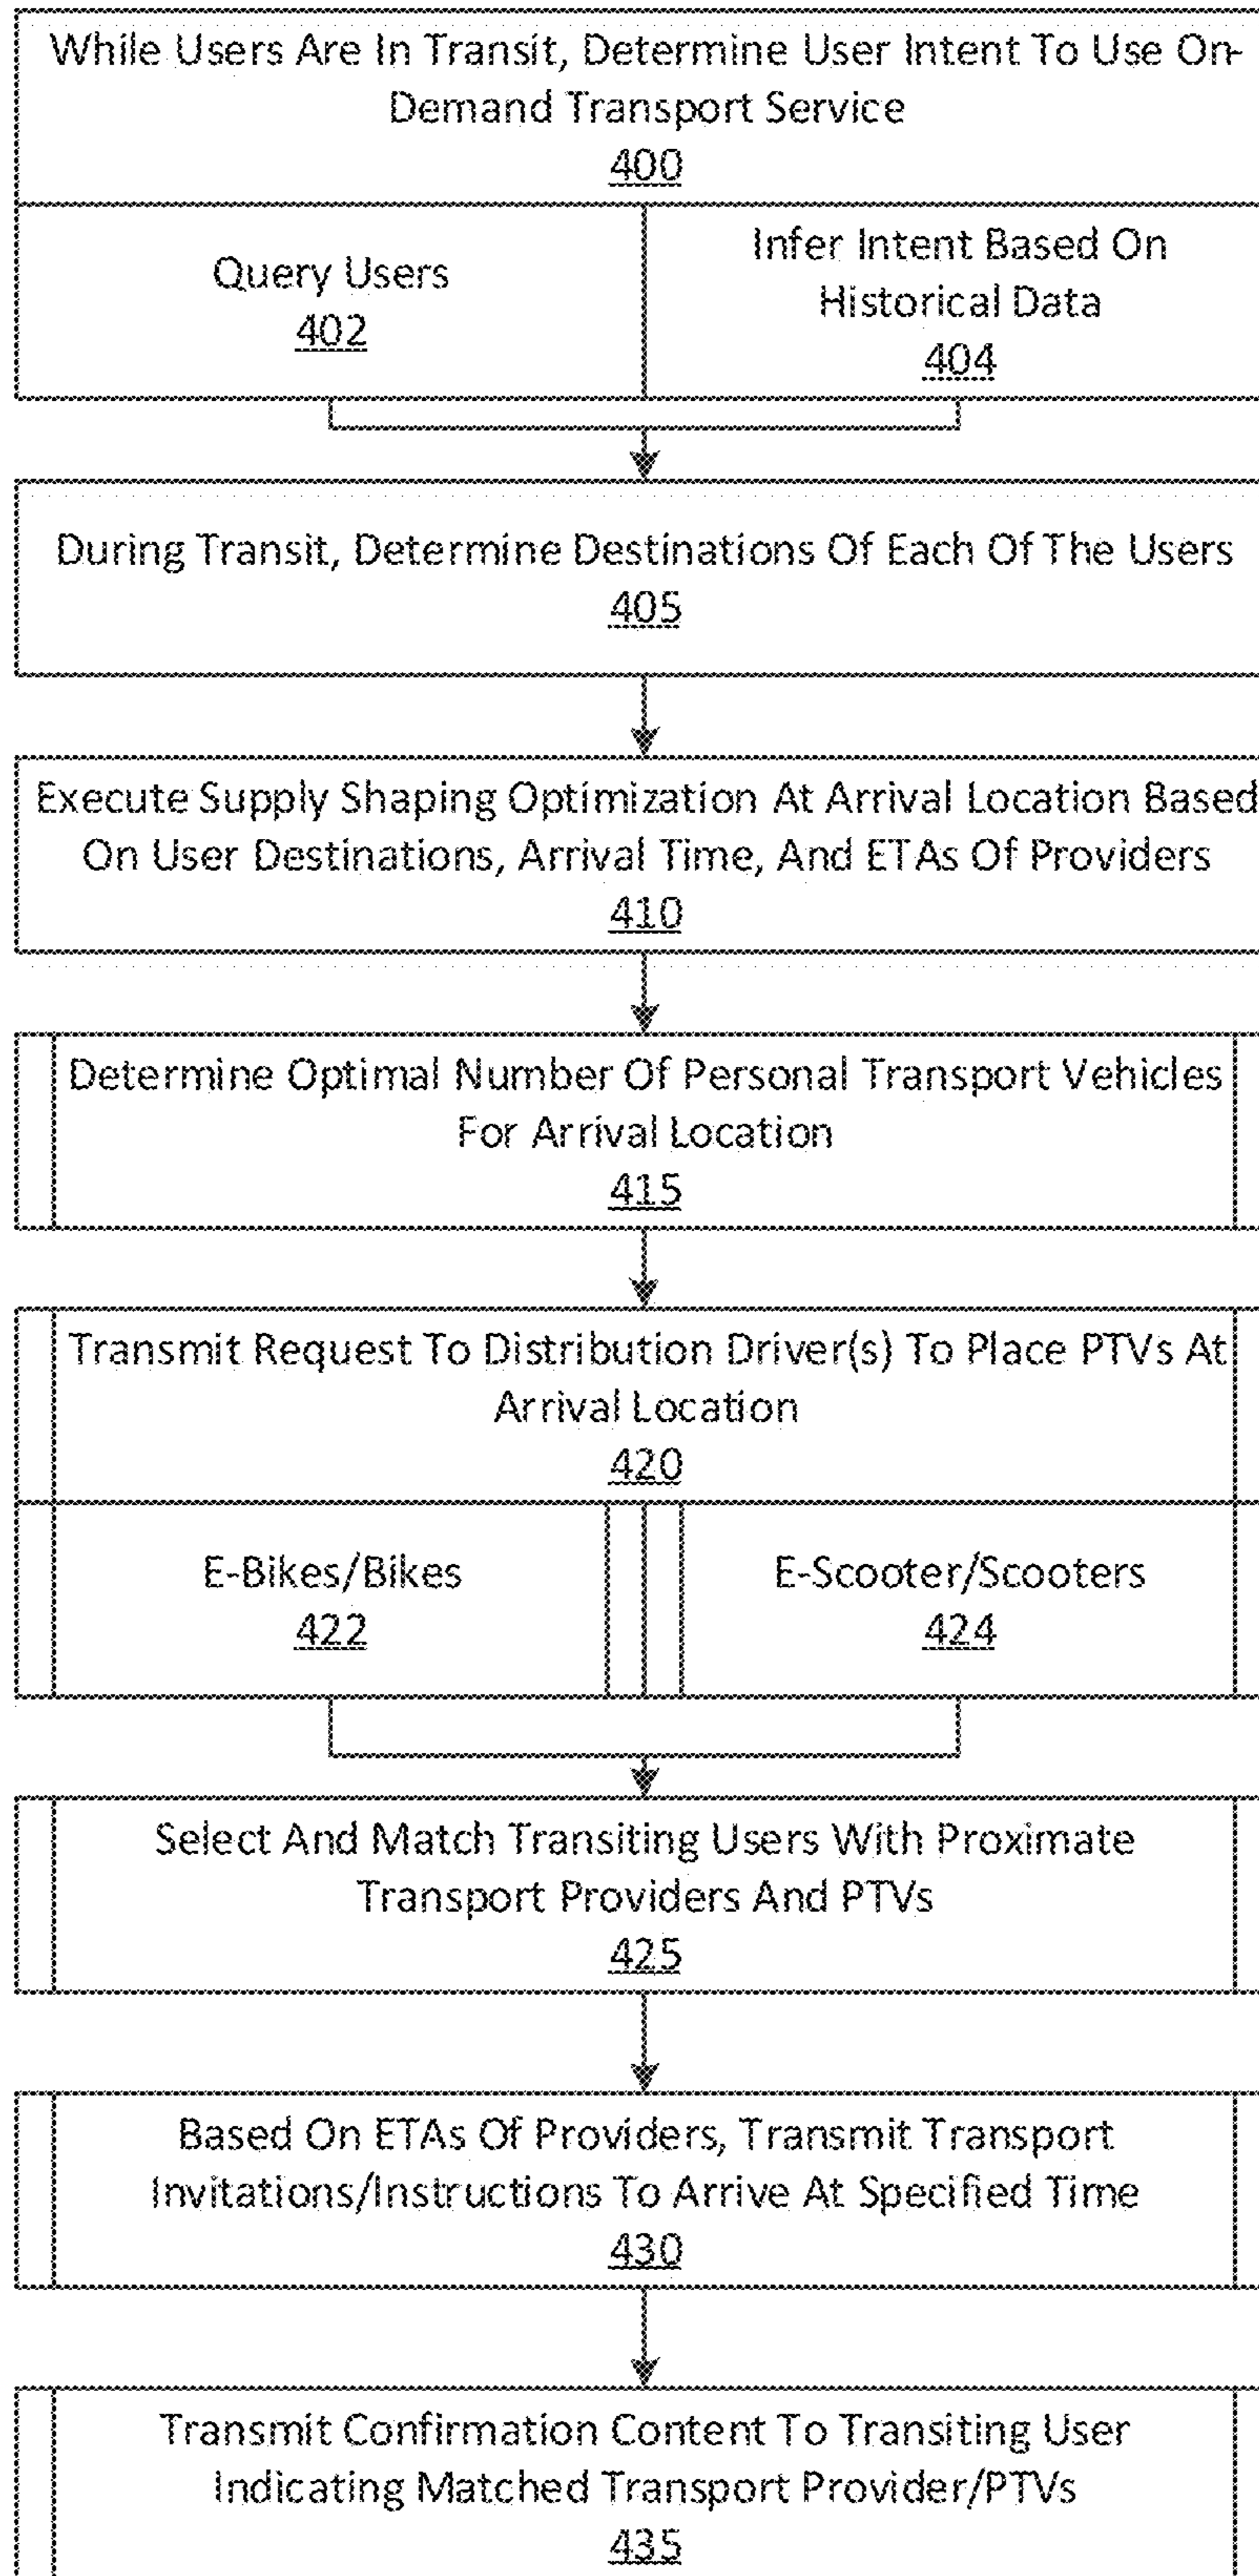 While Users Are In Transit, Determine User Intent To Use On-
Demand Transport Service
400
Query Users
402
Infer Intent Based On
Historical Data
404
During Transit, Determine Destinations Of Each Of The Users
405
Execute Supply Shaping Optimization At Arrival Location Based
On User Destinations, Arrival Time, And ETAs Of Providers
410
Determine Optimal Number Of Personal Transport Vehicles
For Arrival Location
415
Transmit Request To Distribution Driver(s) To Place PTVs At
Arrival Location
420
E-Bikes/Bikes
422
E-Scooter/Scooters
424
Select And Match Transiting Users With Proximate
Transport Providers And PTVs
425
Based On ETAs Of Providers, Transmit Transport
Invitations/Instructions To Arrive At Specified Time
430
Transmit Confirmation Content To Transiting User
Indicating Matched Transport Provider/PTVs
435